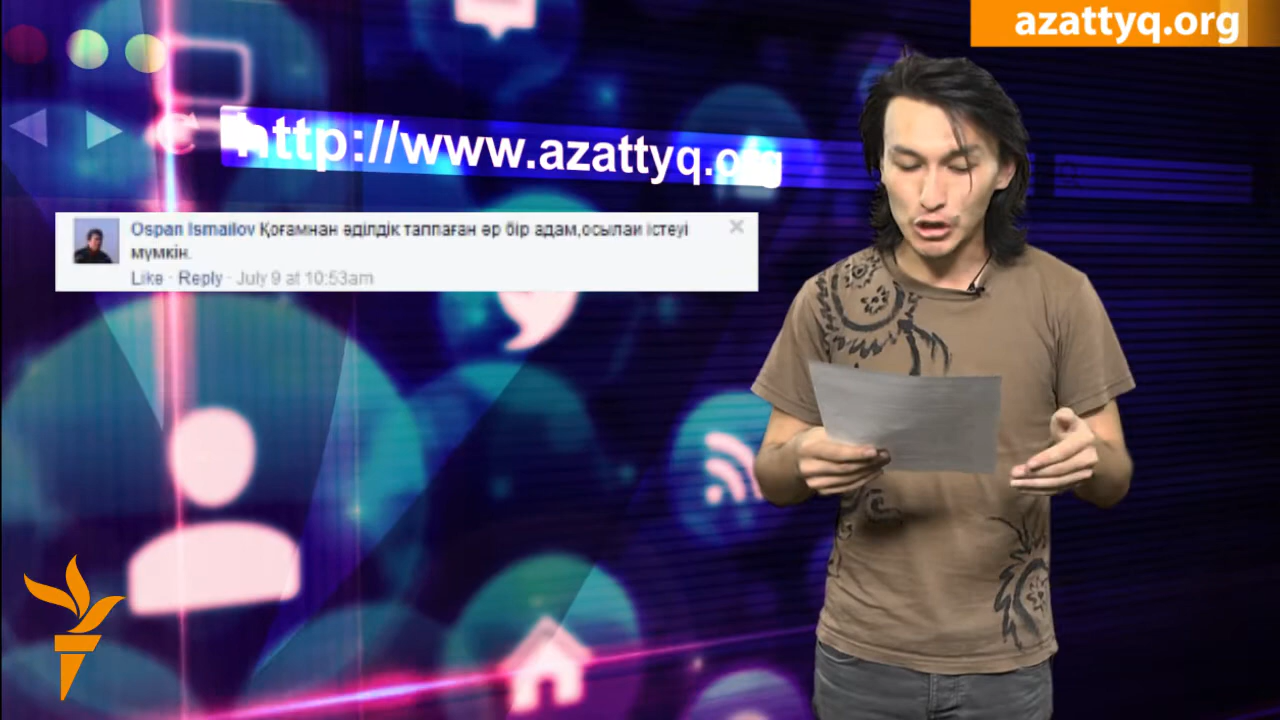 azattyq.org
http://www.azattyq.org
Ospan Ismailov Қоғамнан әділдік таппаған әр бір адам,осылаи істеуі
мүмкін.
Like · Reply · July 9 at 10:53am